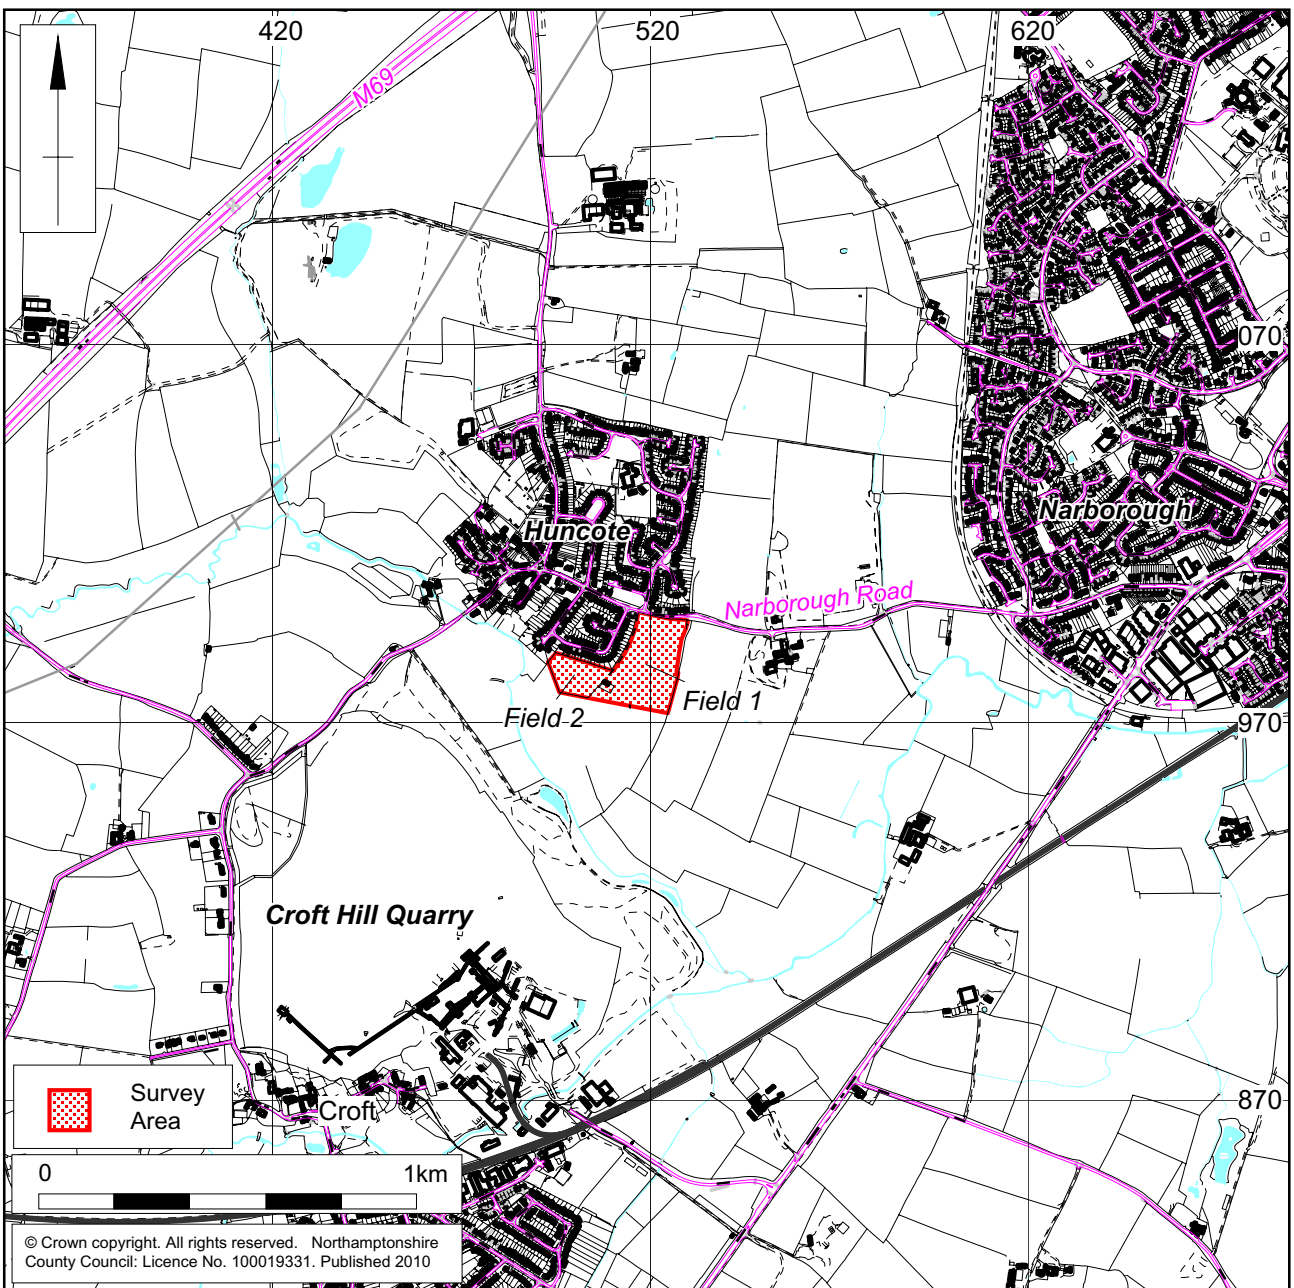 420
520
620
M69
070
Huncote
Narborough
Narborough Road
Field 1
Field 2
970
Croft Hill Quarry
Survey
Area
Croft
870
0
1km
© Crown copyright. All rights reserved. Northamptonshire
County Council: Licence No. 100019331. Published 2010